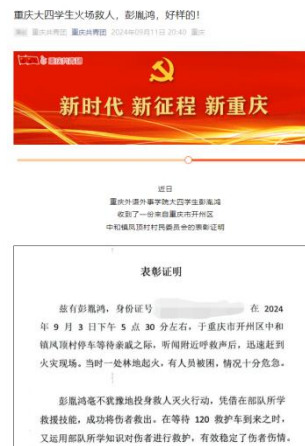 重庆大四学生火场救人，彭胤鸿，好样的！
重庆共青团 重庆共青团 2024年09月11日 20:40 重庆
重庆共青团
新时代 新征程 新重庆
近日
重庆外语外事学院大四学生彭胤鸿
收到了一份来自重庆市开州区
中和镇凤顶村村民委员会的表彰证明
表彰证明
兹有彭胤鸿，身份证号 在 2024
年 9 月 3 日下午 5 点 30 分左右，于重庆市开州区中和
镇凤顶村停车等待亲戚之际，听闻附近呼救声后，迅速赶到
火灾现场。当时一处林地起火，有人员被困，情况十分危急。
彭胤鸿毫不犹豫地投身救人灭火行动，凭借在部队所学
救援技能，成功将伤者救出。在等待 120 救护车到来之时，
又运用部队所学知识对伤者进行救护，有效稳定了伤者伤情。